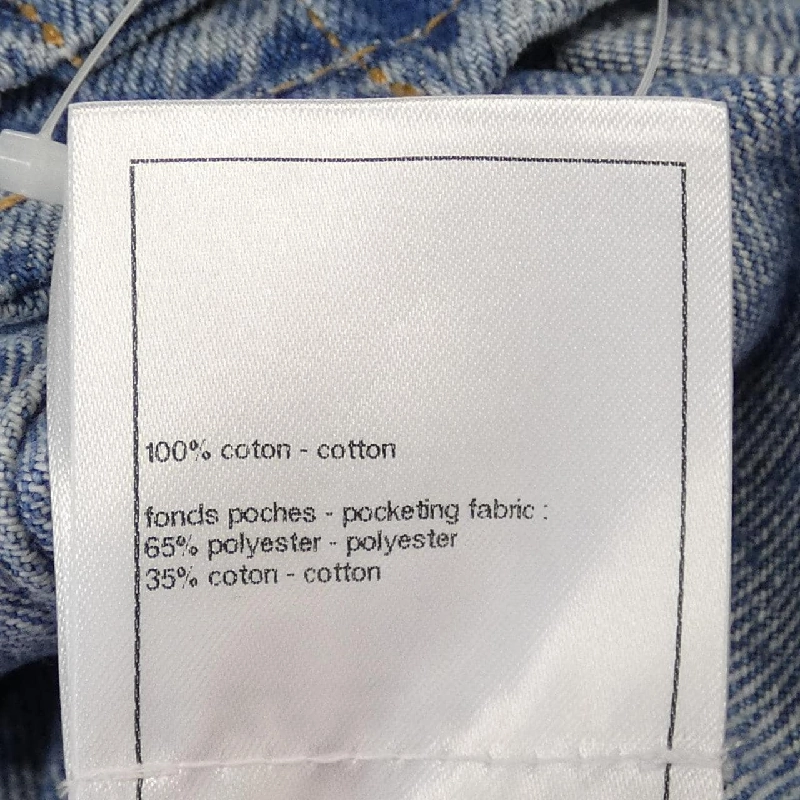 100% coton - cotton
fonds poches - pocketing fabric :
65% polyester - polyester
35% coton - cotton